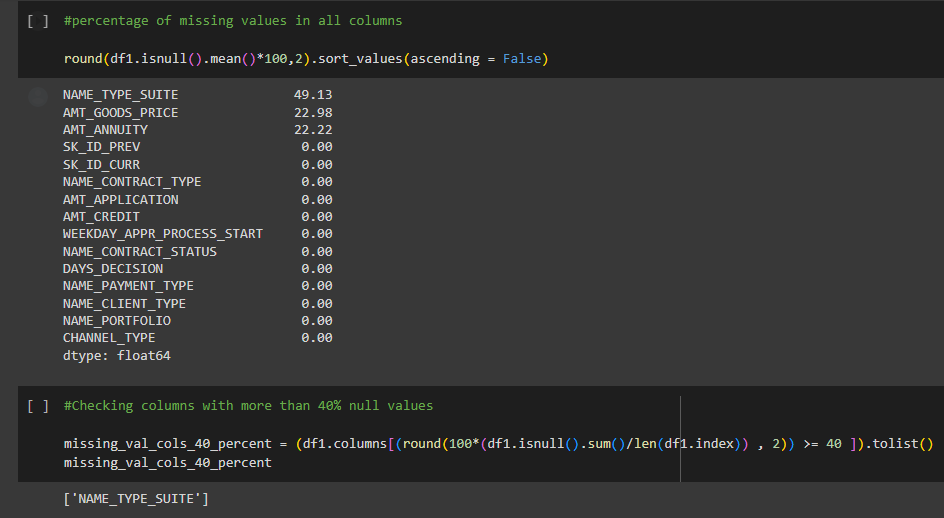 [ ] #percentage of missing values in all columns
round(df1.isnull().mean()*100,2).sort_values(ascending = False)
NAME_TYPE_SUITE 49.13
AMT_GOODS_PRICE 22.98
AMT_ANNUITY 22.22
SK_ID_PREV 0.00
SK_ID_CURR 0.00
NAME_CONTRACT_TYPE 0.00
AMT_APPLICATION 0.00
AMT_CREDIT 0.00
WEEKDAY_APPR_PROCESS_START 0.00
NAME_CONTRACT_STATUS 0.00
DAYS_DECISION 0.00
NAME_PAYMENT_TYPE 0.00
NAME_CLIENT_TYPE 0.00
NAME_PORTFOLIO 0.00
CHANNEL_TYPE 0.00
dtype: float64
[ ] #Checking columns with more than 40% null values
missing_val_cols_40_percent = (df1.columns[(round(100*(df1.isnull().sum()/len(df1.index)) , 2)) >= 40 ]).tolist()
missing_val_cols_40_percent
['NAME_TYPE_SUITE']